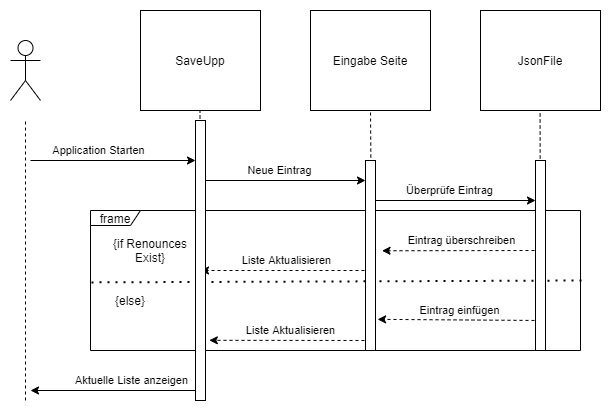 SaveUpp
Eingabe Seite
JsonFile
Application Starten
Neue Eintrag
Überprüfe Eintrag
frame
{if Renounces
Exist}
Eintrag überschreiben
Liste Aktualisieren
{else}
Eintrag einfügen
Liste Aktualisieren
Aktuelle Liste anzeigen